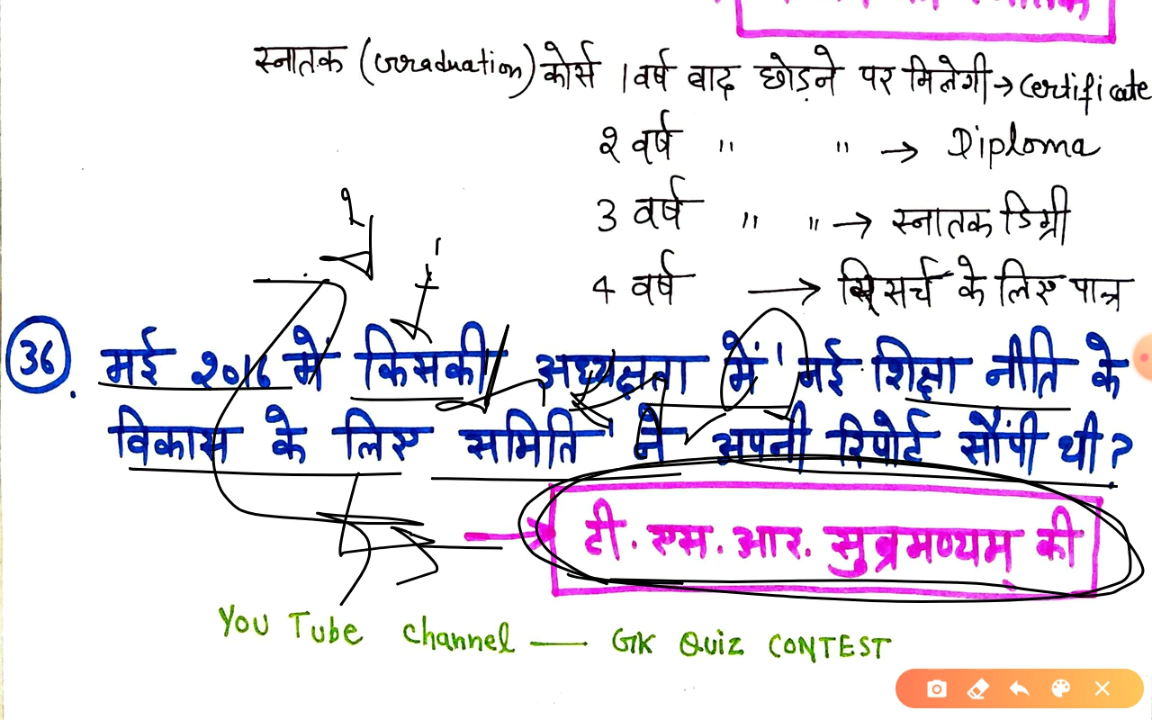 स्नातक (Graduation) कोर्स 1 वर्ष बाद छोड़ने पर मिलेगी → Certificate
2 वर्ष " " → Diploma
3 वर्ष " " → स्नातक डिग्री
4 वर्ष → रिसर्च के लिए पात्र
36. मई 2016 में किसकी अध्यक्षता में नई शिक्षा नीति के
विकास के लिए समिति ने अपनी रिपोर्ट सौंपी थी?
→ टी. एस. आर. सुब्रमण्यम् की
You Tube channel — GK Quiz CONTEST